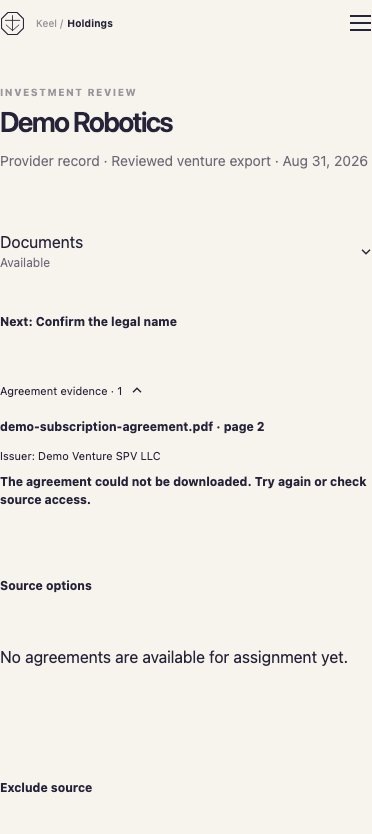 Keel / Holdings
INVESTMENT REVIEW
Demo Robotics
Provider record · Reviewed venture export · Aug 31, 2026
Documents
Available
Next: Confirm the legal name
Agreement evidence · 1
demo-subscription-agreement.pdf · page 2
Issuer: Demo Venture SPV LLC
The agreement could not be downloaded. Try again or check
source access.
Source options
No agreements are available for assignment yet.
Exclude source